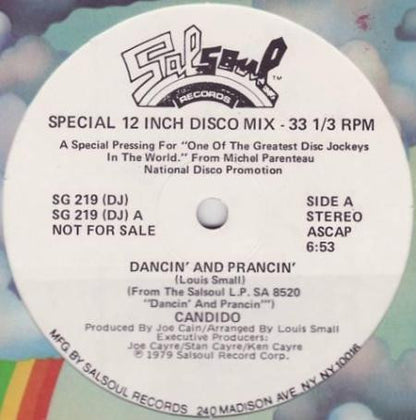 Salsoul
RECORDS
TM
SPECIAL 12 INCH DISCO MIX - 33 1/3 RPM
A Special Pressing For "One Of The Greatest Disc Jockeys
In The World." From Michel Parenteau
National Disco Promotion
SG 219 (DJ)
SG 219 (DJ) A
NOT FOR SALE
SIDE A
STEREO
ASCAP
6:53
DANCIN' AND PRANCIN'
(Louis Small)
(From The Salsoul L.P. SA 8520
"Dancin' And Prancin'")
CANDIDO
Produced By Joe Cain/Arranged By Louis Small
Executive Producers:
Joe Cayre/Stan Cayre/Ken Cayre
℗ 1979 Salsoul Record Corp.
MFG BY SALSOUL RECORDS 240 MADISON AVE. NY. NY 10016